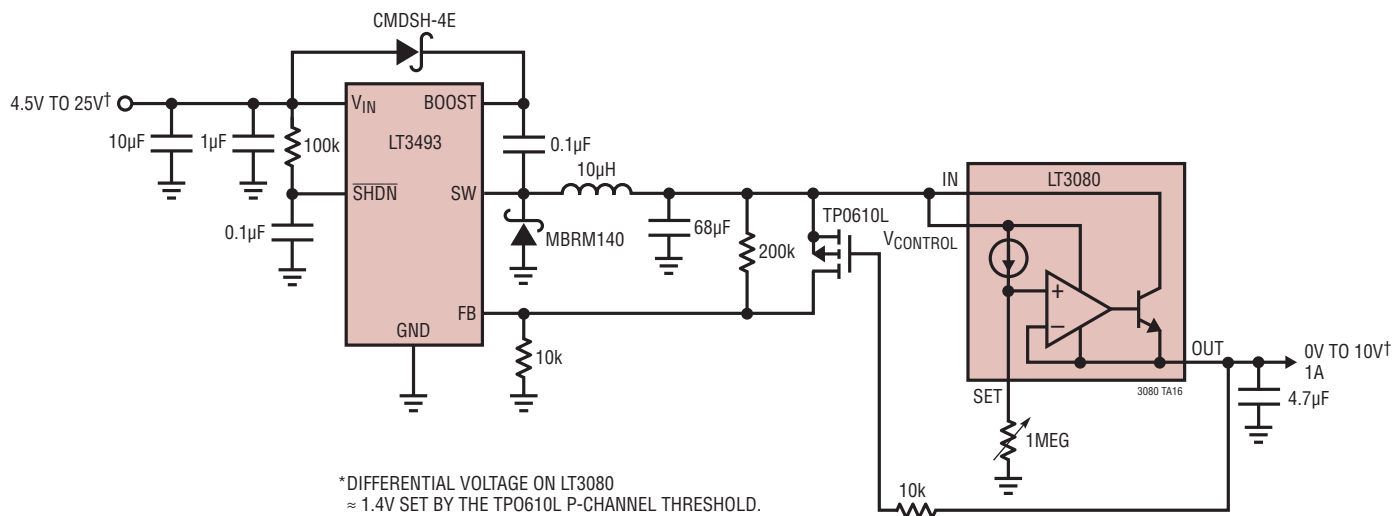 CMDSH-4E
4.5V TO 25V†
VIN
BOOST
LT3493
10µF
1µF
100k
0.1µF
10µH
SHDN
SW
IN
LT3080
0.1µF
MBRM140
68µF
200k
TP0610L
VCONTROL
+
–
FB
GND
10k
OUT
0V TO 10V†
1A
3080 TA16
SET
4.7µF
1MEG
*DIFFERENTIAL VOLTAGE ON LT3080
≈ 1.4V SET BY THE TPO610L P-CHANNEL THRESHOLD.
10k